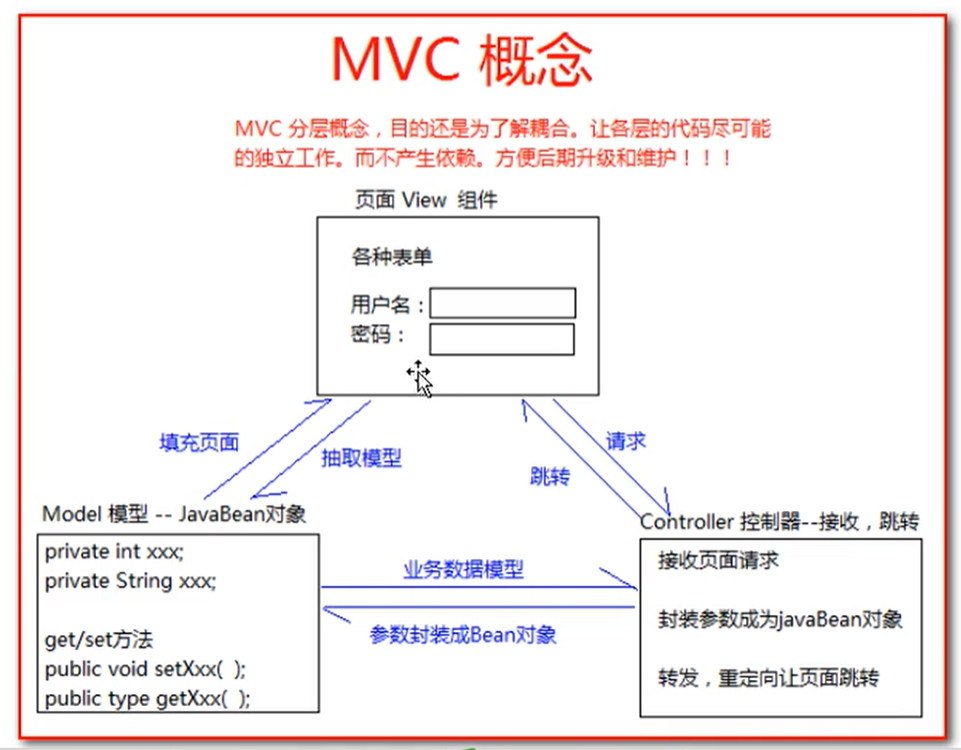 MVC 概念
MVC 分层概念，目的还是为了解耦合。让各层的代码尽可能
的独立工作。而不产生依赖。方便后期升级和维护！！！
页面 View 组件
各种表单
用户名：
密码：
填充页面
抽取模型
请求
跳转
Model 模型 -- JavaBean对象
private int xxx;
private String xxx;
get/set方法
public void setXxx( );
public type getXxx( );
业务数据模型
参数封装成Bean对象
Controller 控制器--接收，跳转
接收页面请求
封装参数成为javaBean对象
转发，重定向让页面跳转